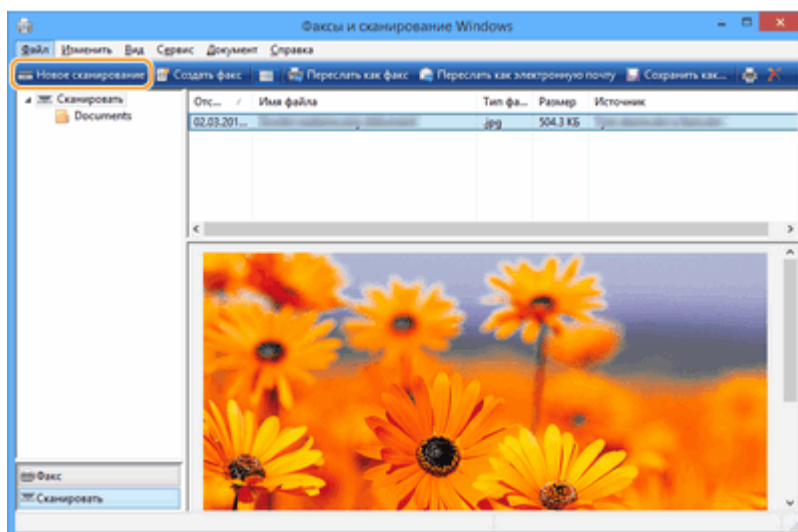 Факсы и сканирование Windows
Файл Изменить Вид Сервис Документ Справка
Новое сканирование Создать факс Переслать как факс Переслать как электронную почту Сохранить как...
Сканировать
Documents
Отс... / Имя файла Тип фа... Размер Источник
02.03.201... .jpg 504.3 КБ
Факс
Сканировать